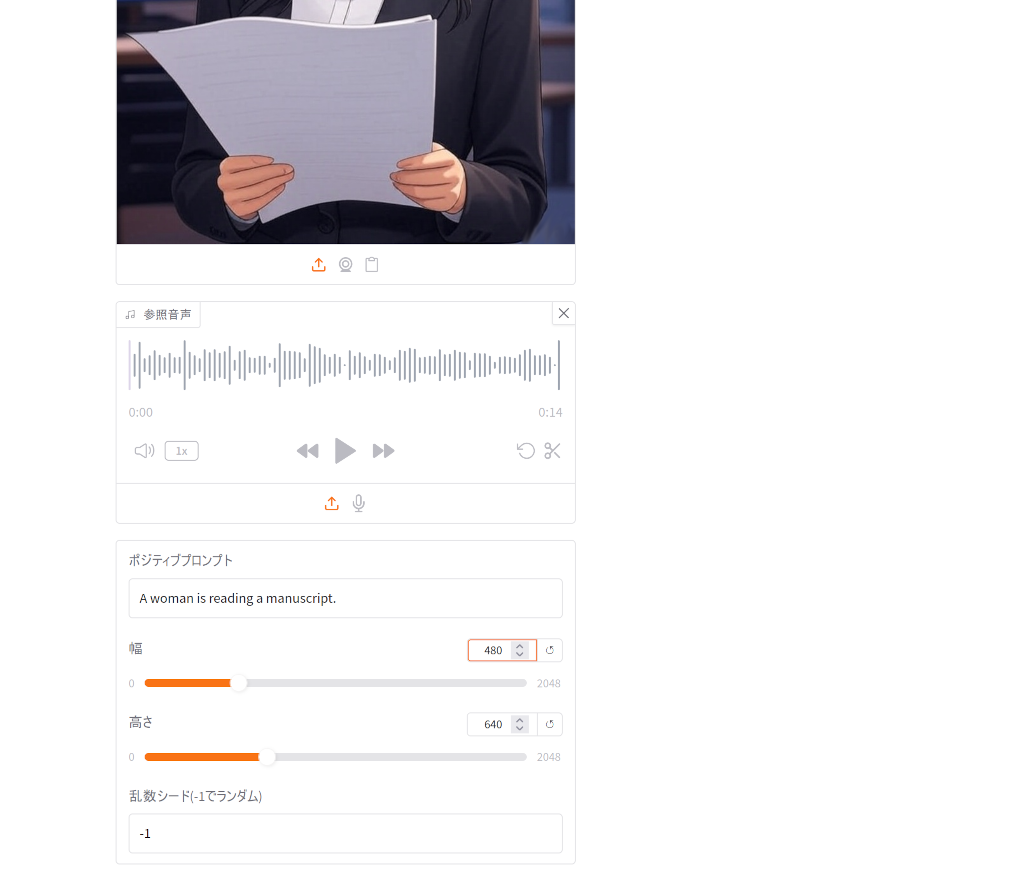 参照音声
0:00
0:14
1x
ポジティブプロンプト
A woman is reading a manuscript.
幅
480
0
2048
高さ
640
0
2048
乱数シード(-1でランダム)
-1